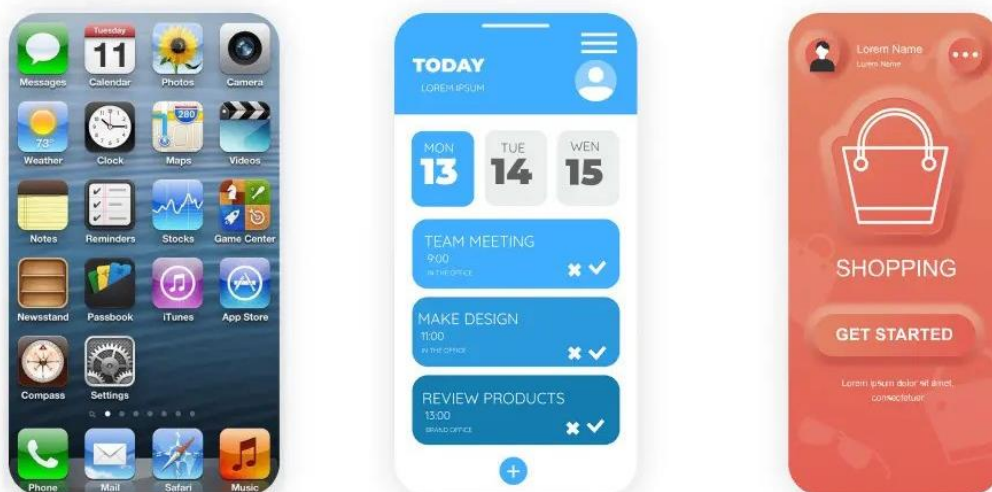 Tuesday
11
Messages Calendar Photos Camera
280
73°
Weather Clock Maps Videos
Notes Reminders Stocks Game Center
Newsstand Passbook iTunes App Store
Compass Settings
Phone Mail Safari Music
TODAY
LOREM IPSUM
MON TUE WEN
13 14 15
TEAM MEETING
9:00
IN THE OFFICE
MAKE DESIGN
11:00
IN THE OFFICE
REVIEW PRODUCTS
13:00
BRAND OFFICE
Lorem Name
Lorem Name
SHOPPING
GET STARTED
Lorem ipsum dolor sit amet,
consectetuer